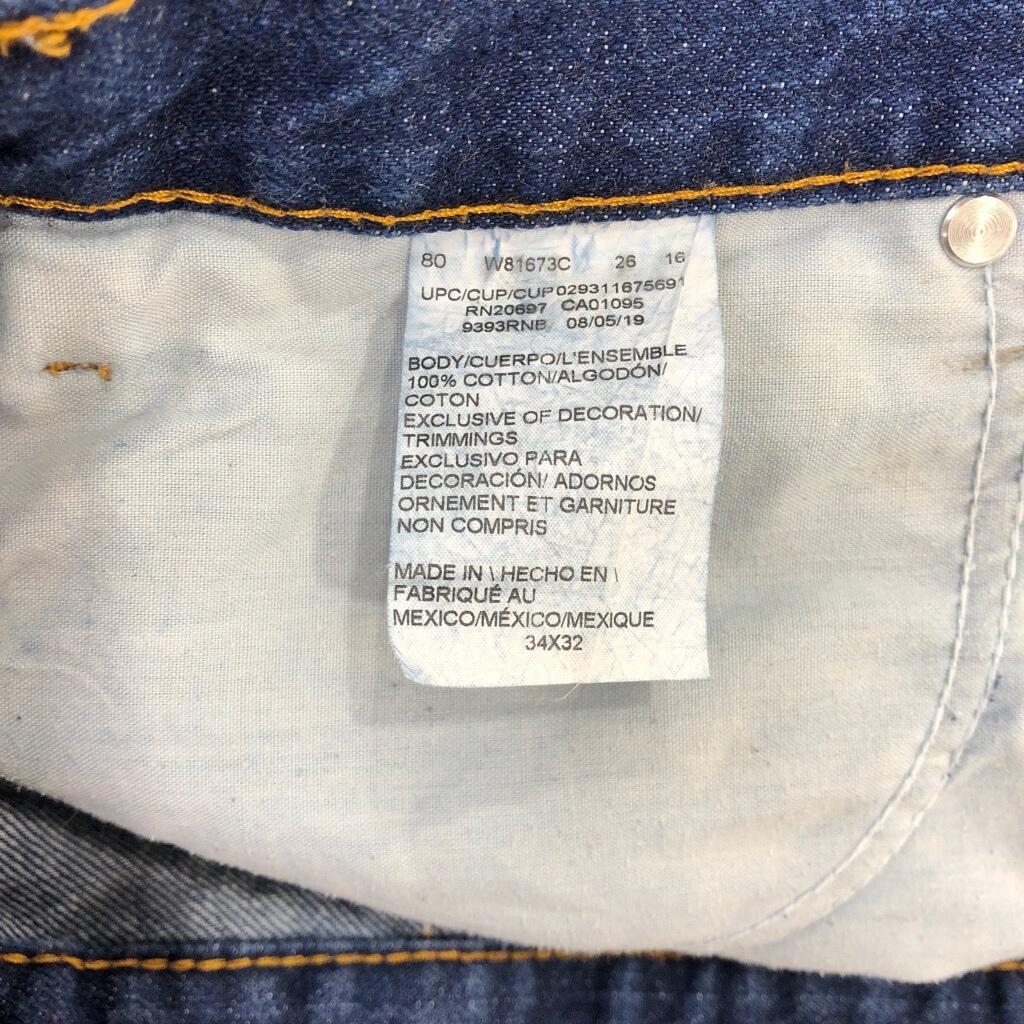 80 W81673C 26 16
UPC/CUP/CUP 029311675691
RN20697 CA01095
9393RNB 08/05/19
BODY/CUERPO/L'ENSEMBLE
100% COTTON/ALGODÓN/
COTON
EXCLUSIVE OF DECORATION/
TRIMMINGS
EXCLUSIVO PARA
DECORACIÓN/ ADORNOS
ORNEMENT ET GARNITURE
NON COMPRIS
MADE IN \ HECHO EN \
FABRIQUÉ AU
MEXICO/MÉXICO/MEXIQUE
34X32